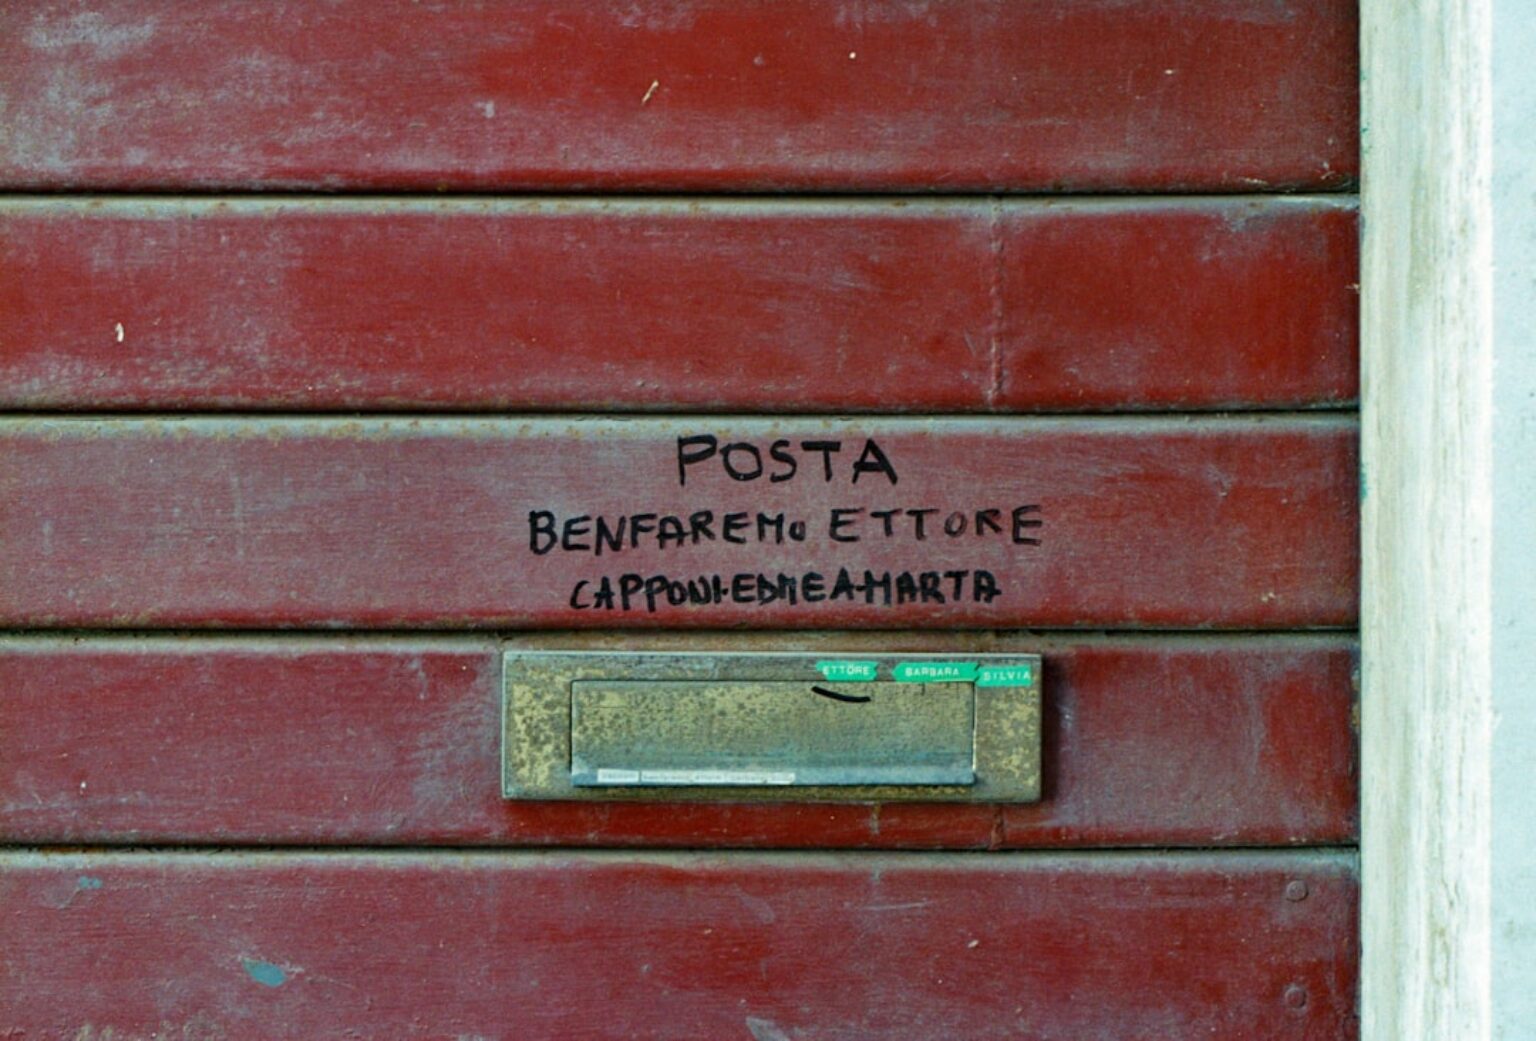 POSTA
BENFAREMO ETTORE
CAPPONI-EDMEA-MARTA
ETTORE BARBARA SILVIA